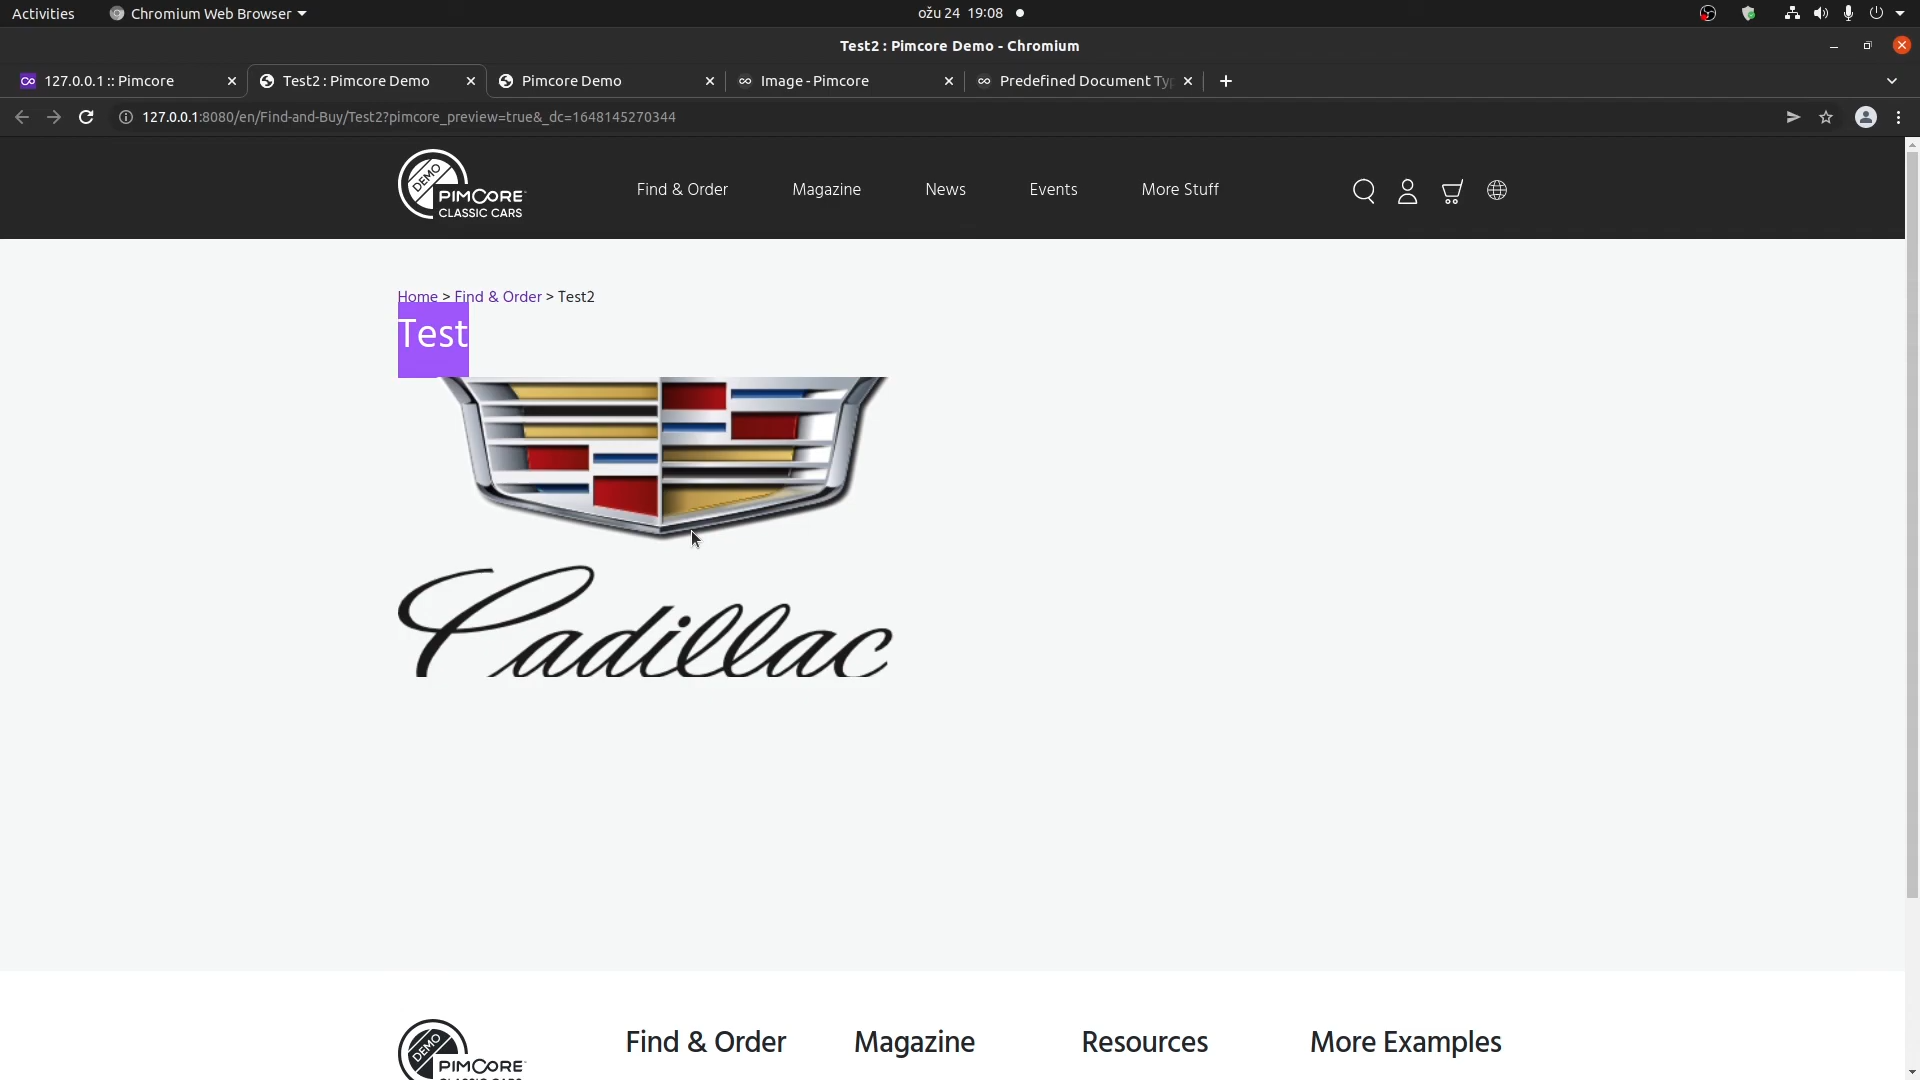 Activities
Chromium Web Browser
ožu 24 19:08
Test2 : Pimcore Demo - Chromium
127.0.0.1 :: Pimcore
Test2 : Pimcore Demo
Pimcore Demo
Image - Pimcore
Predefined Document Ty
127.0.0.1:8080/en/Find-and-Buy/Test2?pimcore_preview=true&_dc=1648145270344
DEMO
PIMCORE
CLASSIC CARS
Find & Order
Magazine
News
Events
More Stuff
Home > Find & Order > Test2
Test
Cadillac
DEMO
PIMCORE
CLASSIC CARS
Find & Order
Magazine
Resources
More Examples